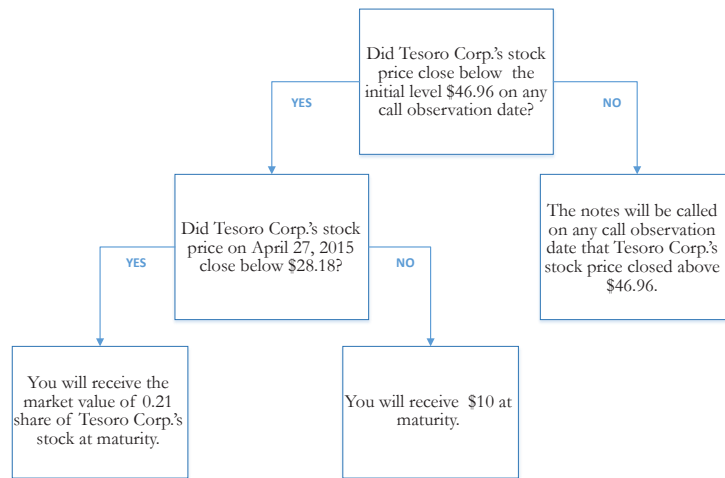 Did Tesoro Corp.'s stock
price close below the
initial level $46.96 on any
call observation date?
YES
NO
Did Tesoro Corp.'s stock
price on April 27, 2015
close below $28.18?
The notes will be called
on any call observation
date that Tesoro Corp.'s
stock price closed above
$46.96.
YES
NO
You will receive the
market value of 0.21
share of Tesoro Corp.'s
stock at maturity.
You will receive $10 at
maturity.